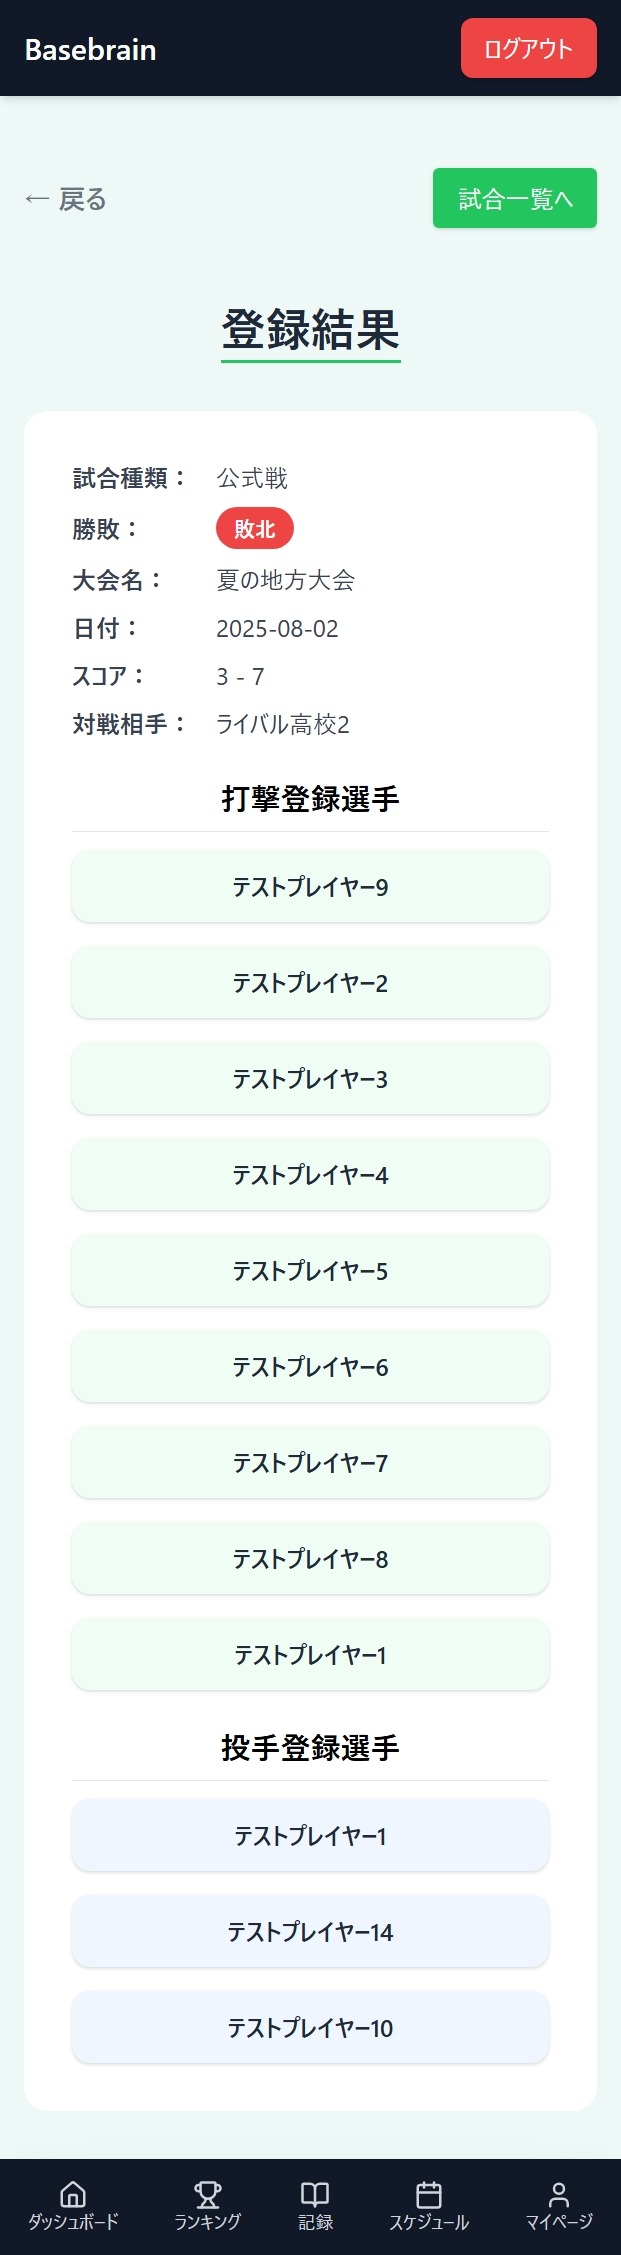 Basebrain
ログアウト
← 戻る
試合一覧へ
登録結果
試合種類： 公式戦
勝敗： 敗北
大会名： 夏の地方大会
日付： 2025-08-02
スコア： 3 - 7
対戦相手： ライバル高校2
打撃登録選手
テストプレイヤー9
テストプレイヤー2
テストプレイヤー3
テストプレイヤー4
テストプレイヤー5
テストプレイヤー6
テストプレイヤー7
テストプレイヤー8
テストプレイヤー1
投手登録選手
テストプレイヤー1
テストプレイヤー14
テストプレイヤー10
ダッシュボード ランキング 記録 スケジュール マイページ